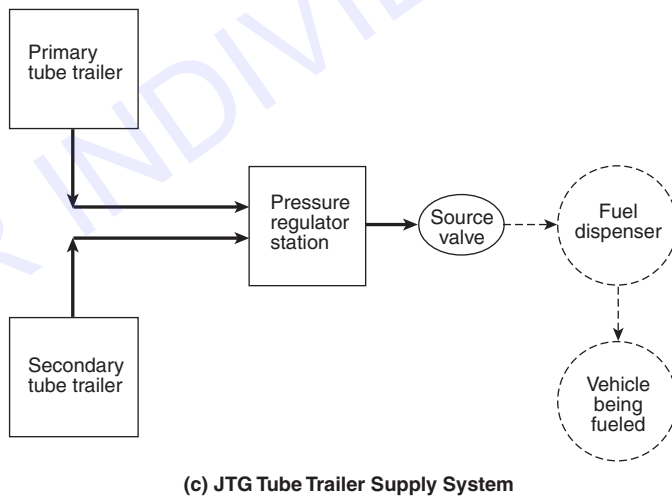 Primary
tube trailer
Pressure
regulator
station
Source
valve
Fuel
dispenser
Secondary
tube trailer
Vehicle
being
fueled
(c) JTG Tube Trailer Supply System
R INDIVI